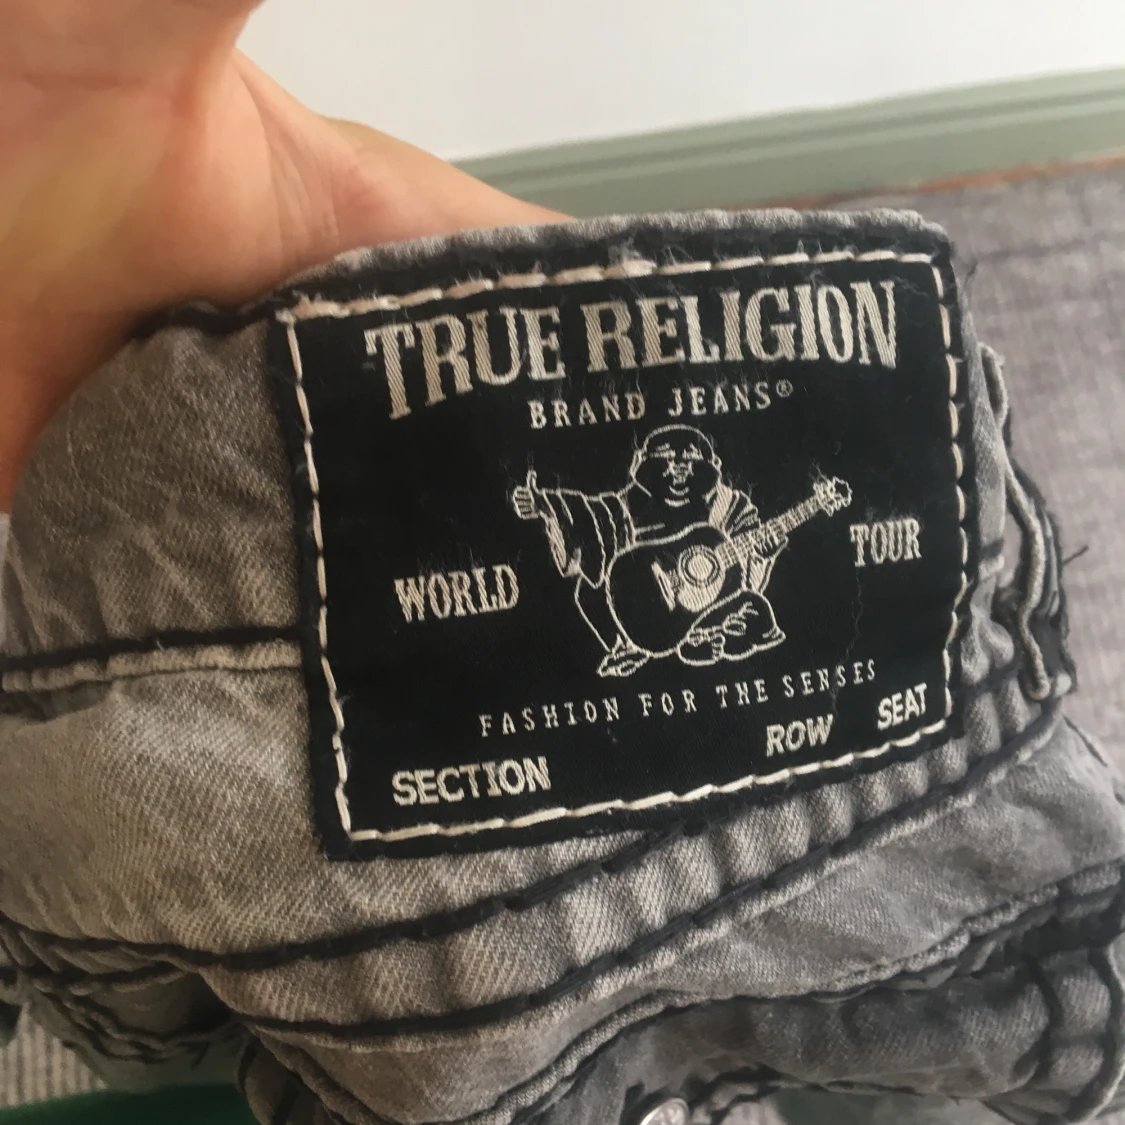 TRUE RELIGION
BRAND JEANS®
WORLD TOUR
FASHION FOR THE SENSES
SECTION ROW SEAT